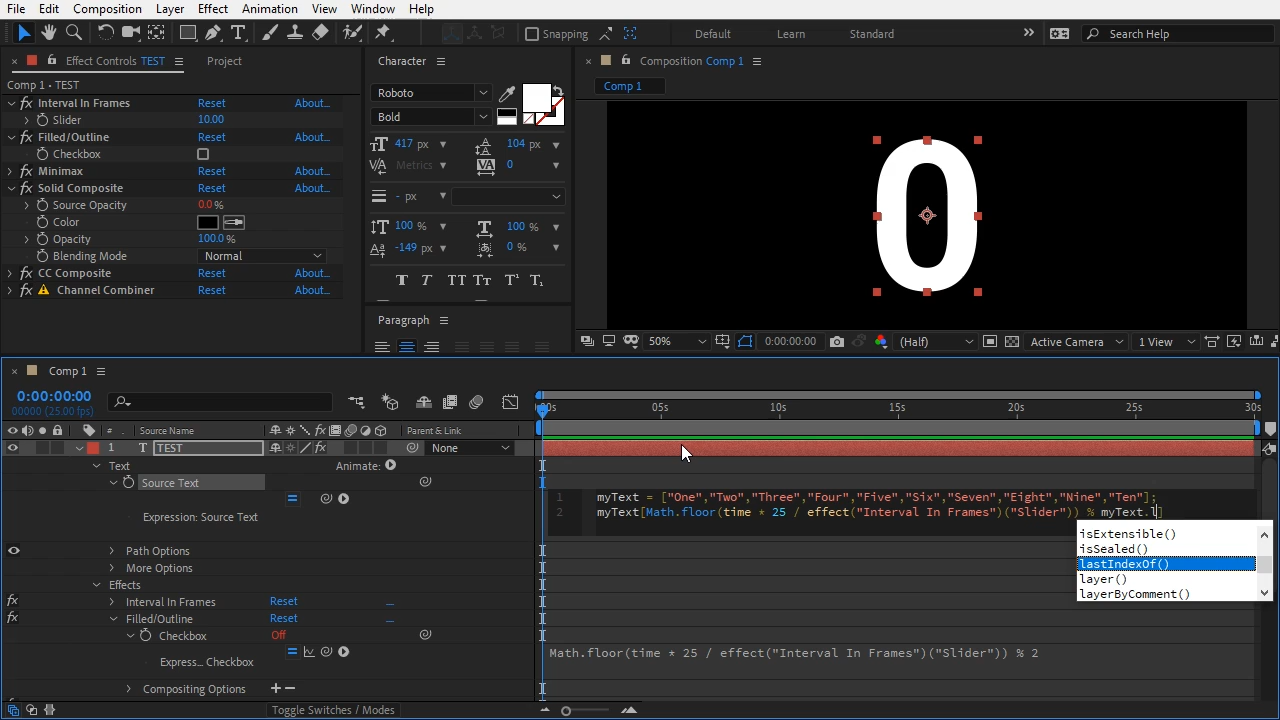 File Edit Composition Layer Effect Animation View Window Help
Snapping Default Learn Standard Search Help
Effect Controls TEST Project
Comp 1 • TEST
Interval In Frames Reset About...
Slider 10.00
Filled/Outline Reset About...
Checkbox
Minimax Reset About...
Solid Composite Reset About...
Source Opacity 0.0 %
Color
Opacity 100.0 %
Blending Mode Normal
CC Composite Reset About...
Channel Combiner Reset About...
Character
Roboto
Bold
417 px 104 px
Metrics 0
- px
100 % 100 %
-149 px 0 %
Paragraph
Composition Comp 1
Comp 1
0
50% 0:00:00:00 (Half) Active Camera 1 View
Comp 1
0:00:00:00
00000 (25.00 fps)
# Source Name Parent & Link
00s 05s 10s 15s 20s 25s 30s
1 T TEST None
Text Animate:
Source Text
Expression: Source Text
1 myText = ["One","Two","Three","Four","Five","Six","Seven","Eight","Nine","Ten"];
2 myText[Math.floor(time * 25 / effect("Interval In Frames")("Slider")) % myText.l]
isExtensible()
isSealed()
lastIndexOf()
layer()
layerByComment()
Path Options
More Options
Effects
Interval In Frames Reset
Filled/Outline Reset
Checkbox Off
Express... Checkbox
Math.floor(time * 25 / effect("Interval In Frames")("Slider")) % 2
Compositing Options
Toggle Switches / Modes